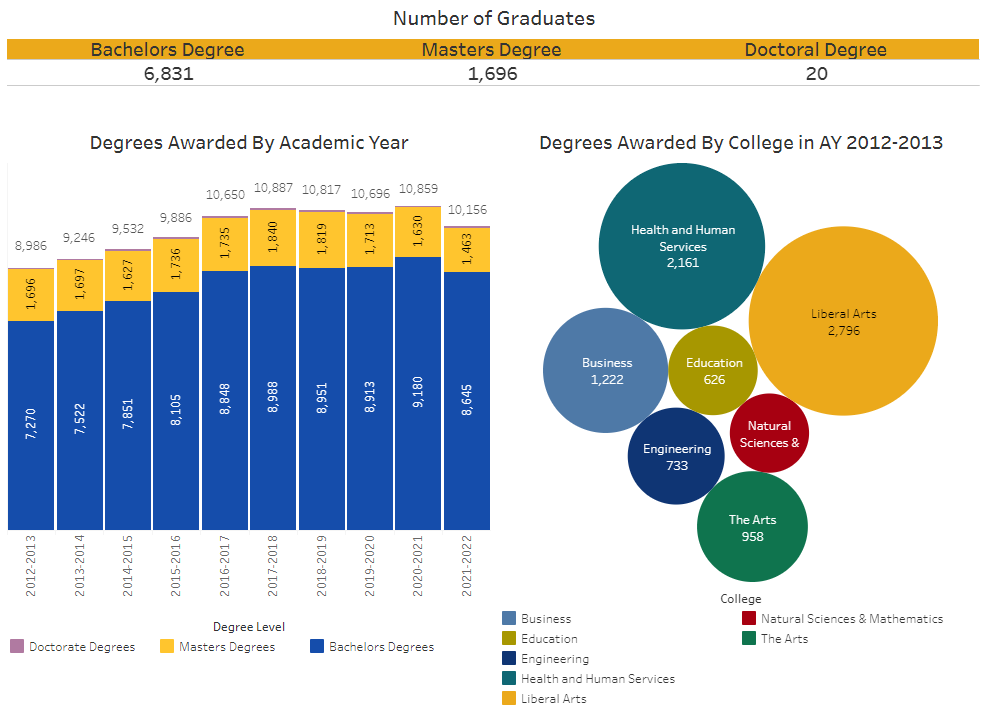 Number of Graduates
Bachelors Degree Masters Degree Doctoral Degree
6,831 1,696 20
Degrees Awarded By Academic Year
8,986 9,246 9,532 9,886 10,650 10,887 10,817 10,696 10,859 10,156
1,696 1,697 1,627 1,736 1,735 1,840 1,819 1,713 1,630 1,463
7,270 7,522 7,851 8,105 8,848 8,988 8,951 8,913 9,180 8,645
2012-2013 2013-2014 2014-2015 2015-2016 2016-2017 2017-2018 2018-2019 2019-2020 2020-2021 2021-2022
Degree Level
Doctorate Degrees Masters Degrees Bachelors Degrees
Degrees Awarded By College in AY 2012-2013
Health and Human
Services
2,161
Liberal Arts
2,796
Business
1,222
Education
626
Natural
Sciences &
Engineering
733
The Arts
958
College
Business
Education
Engineering
Health and Human Services
Liberal Arts
Natural Sciences & Mathematics
The Arts